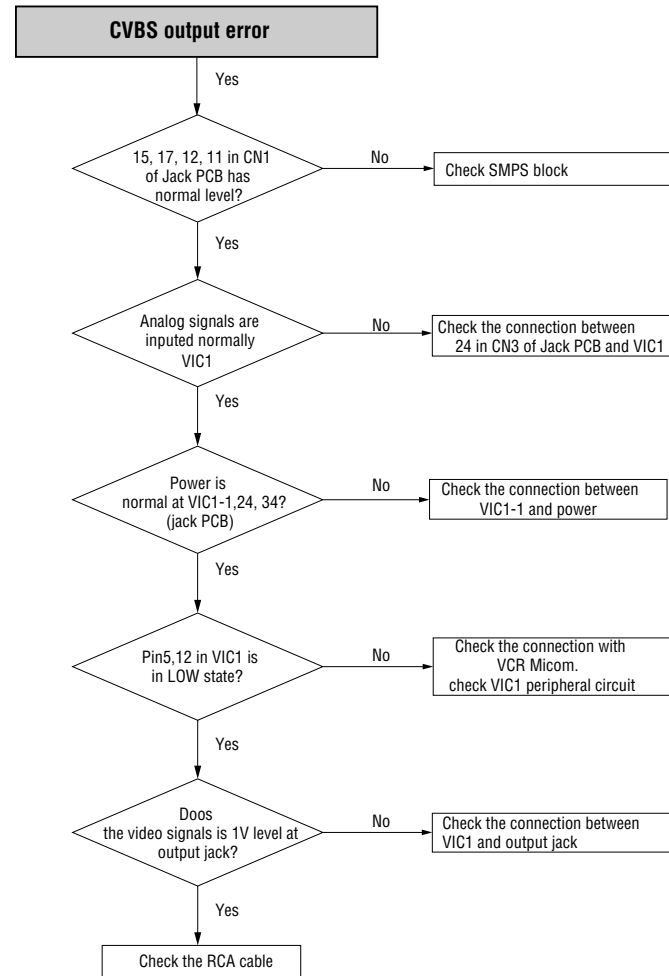 CVBS output error
Yes
15, 17, 12, 11 in CN1
of Jack PCB has
normal level?
No
Check SMPS block
Yes
Analog signals are
inputed normally
VIC1
No
Check the connection between
24 in CN3 of Jack PCB and VIC1
Yes
Power is
normal at VIC1-1,24, 34?
(jack PCB)
No
Check the connection between
VIC1-1 and power
Yes
Pin5,12 in VIC1 is
in LOW state?
No
Check the connection with
VCR Micom.
check VIC1 peripheral circuit
Yes
Doos
the video signals is 1V level at
output jack?
No
Check the connection between
VIC1 and output jack
Yes
Check the RCA cable